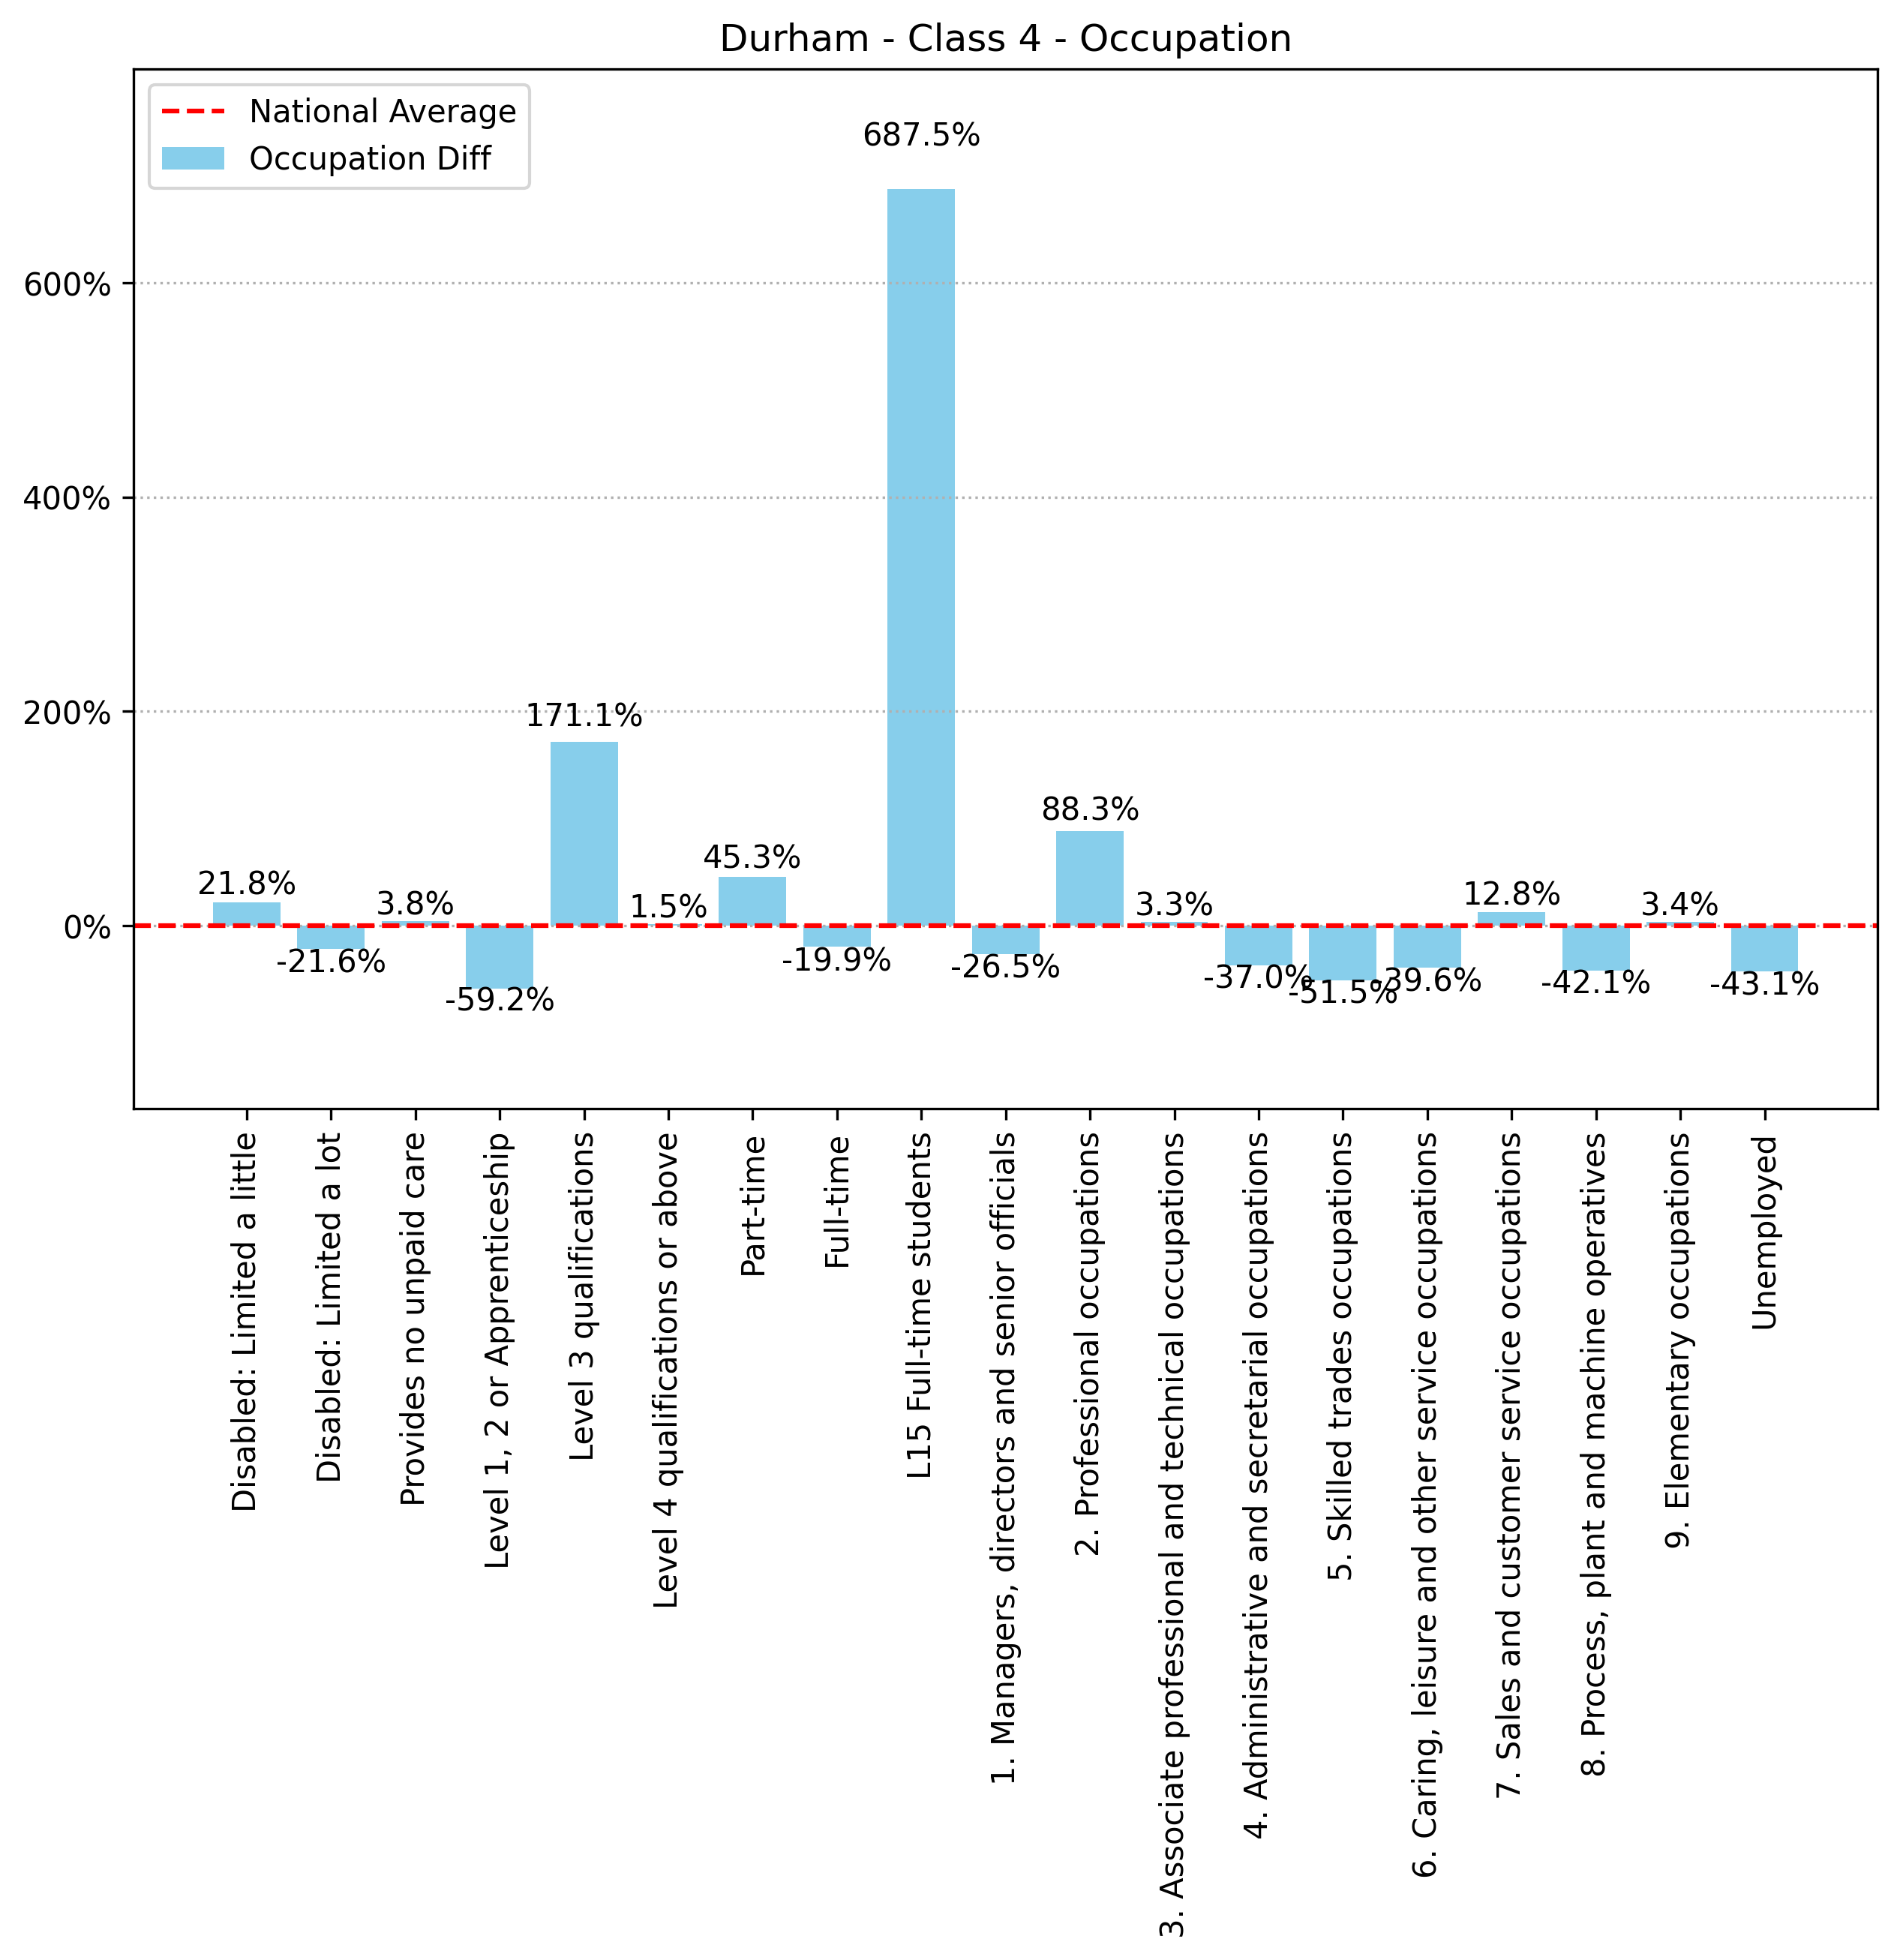 Durham - Class 4 - Occupation
National Average
Occupation Diff
600%
400%
200%
0%
21.8%
-21.6%
3.8%
-59.2%
171.1%
1.5%
45.3%
-19.9%
687.5%
-26.5%
88.3%
3.3%
-37.0%
-51.5%
-39.6%
12.8%
-42.1%
3.4%
-43.1%
Disabled: Limited a little
Disabled: Limited a lot
Provides no unpaid care
Level 1, 2 or Apprenticeship
Level 3 qualifications
Level 4 qualifications or above
Part-time
Full-time
L15 Full-time students
1. Managers, directors and senior officials
2. Professional occupations
3. Associate professional and technical occupations
4. Administrative and secretarial occupations
5. Skilled trades occupations
6. Caring, leisure and other service occupations
7. Sales and customer service occupations
8. Process, plant and machine operatives
9. Elementary occupations
Unemployed